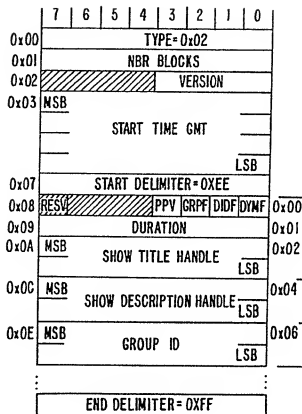 7 6 5 4 3 2 1 0
0x00 TYPE=0x02
0x01 NBR BLOCKS
0x02 VERSION
0x03 MSB
START TIME GMT
LSB
0x07 START DELIMITER=0XEE
0x08 RESV PPV GRPF DIDF DYMF 0x00
0x09 DURATION 0x01
0x0A MSB SHOW TITLE HANDLE LSB 0x02
0x0C MSB SHOW DESCRIPTION HANDLE LSB 0x04
0x0E MSB GROUP ID LSB 0x06
END DELIMITER=0XFF